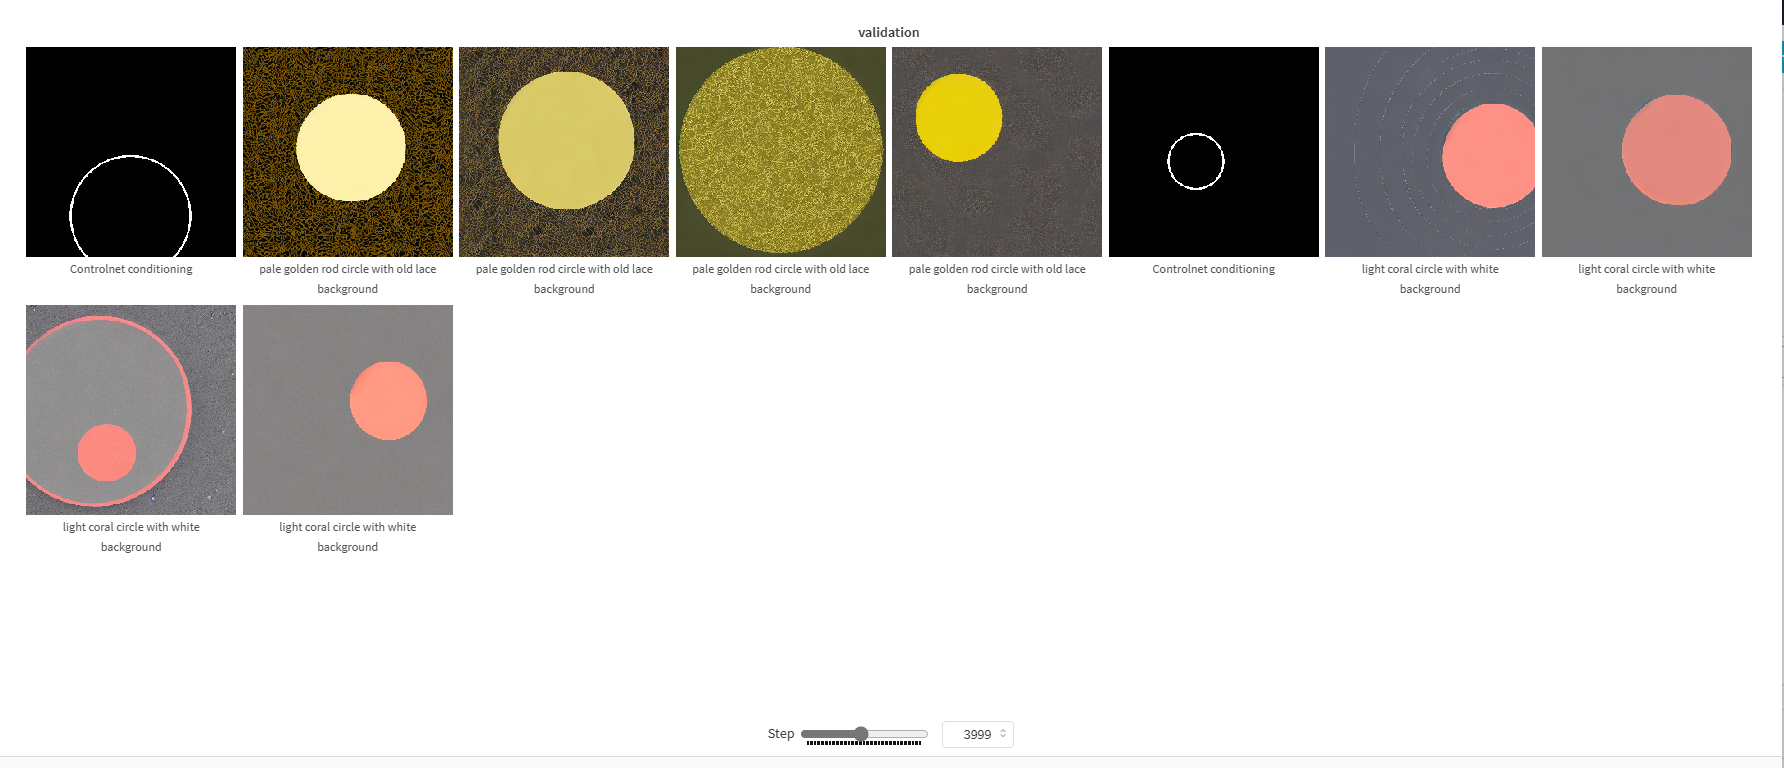 validation
Controlnet conditioning
pale golden rod circle with old lace
background
pale golden rod circle with old lace
background
pale golden rod circle with old lace
background
pale golden rod circle with old lace
background
Controlnet conditioning
light coral circle with white
background
light coral circle with white
background
light coral circle with white
background
light coral circle with white
background
Step 3999